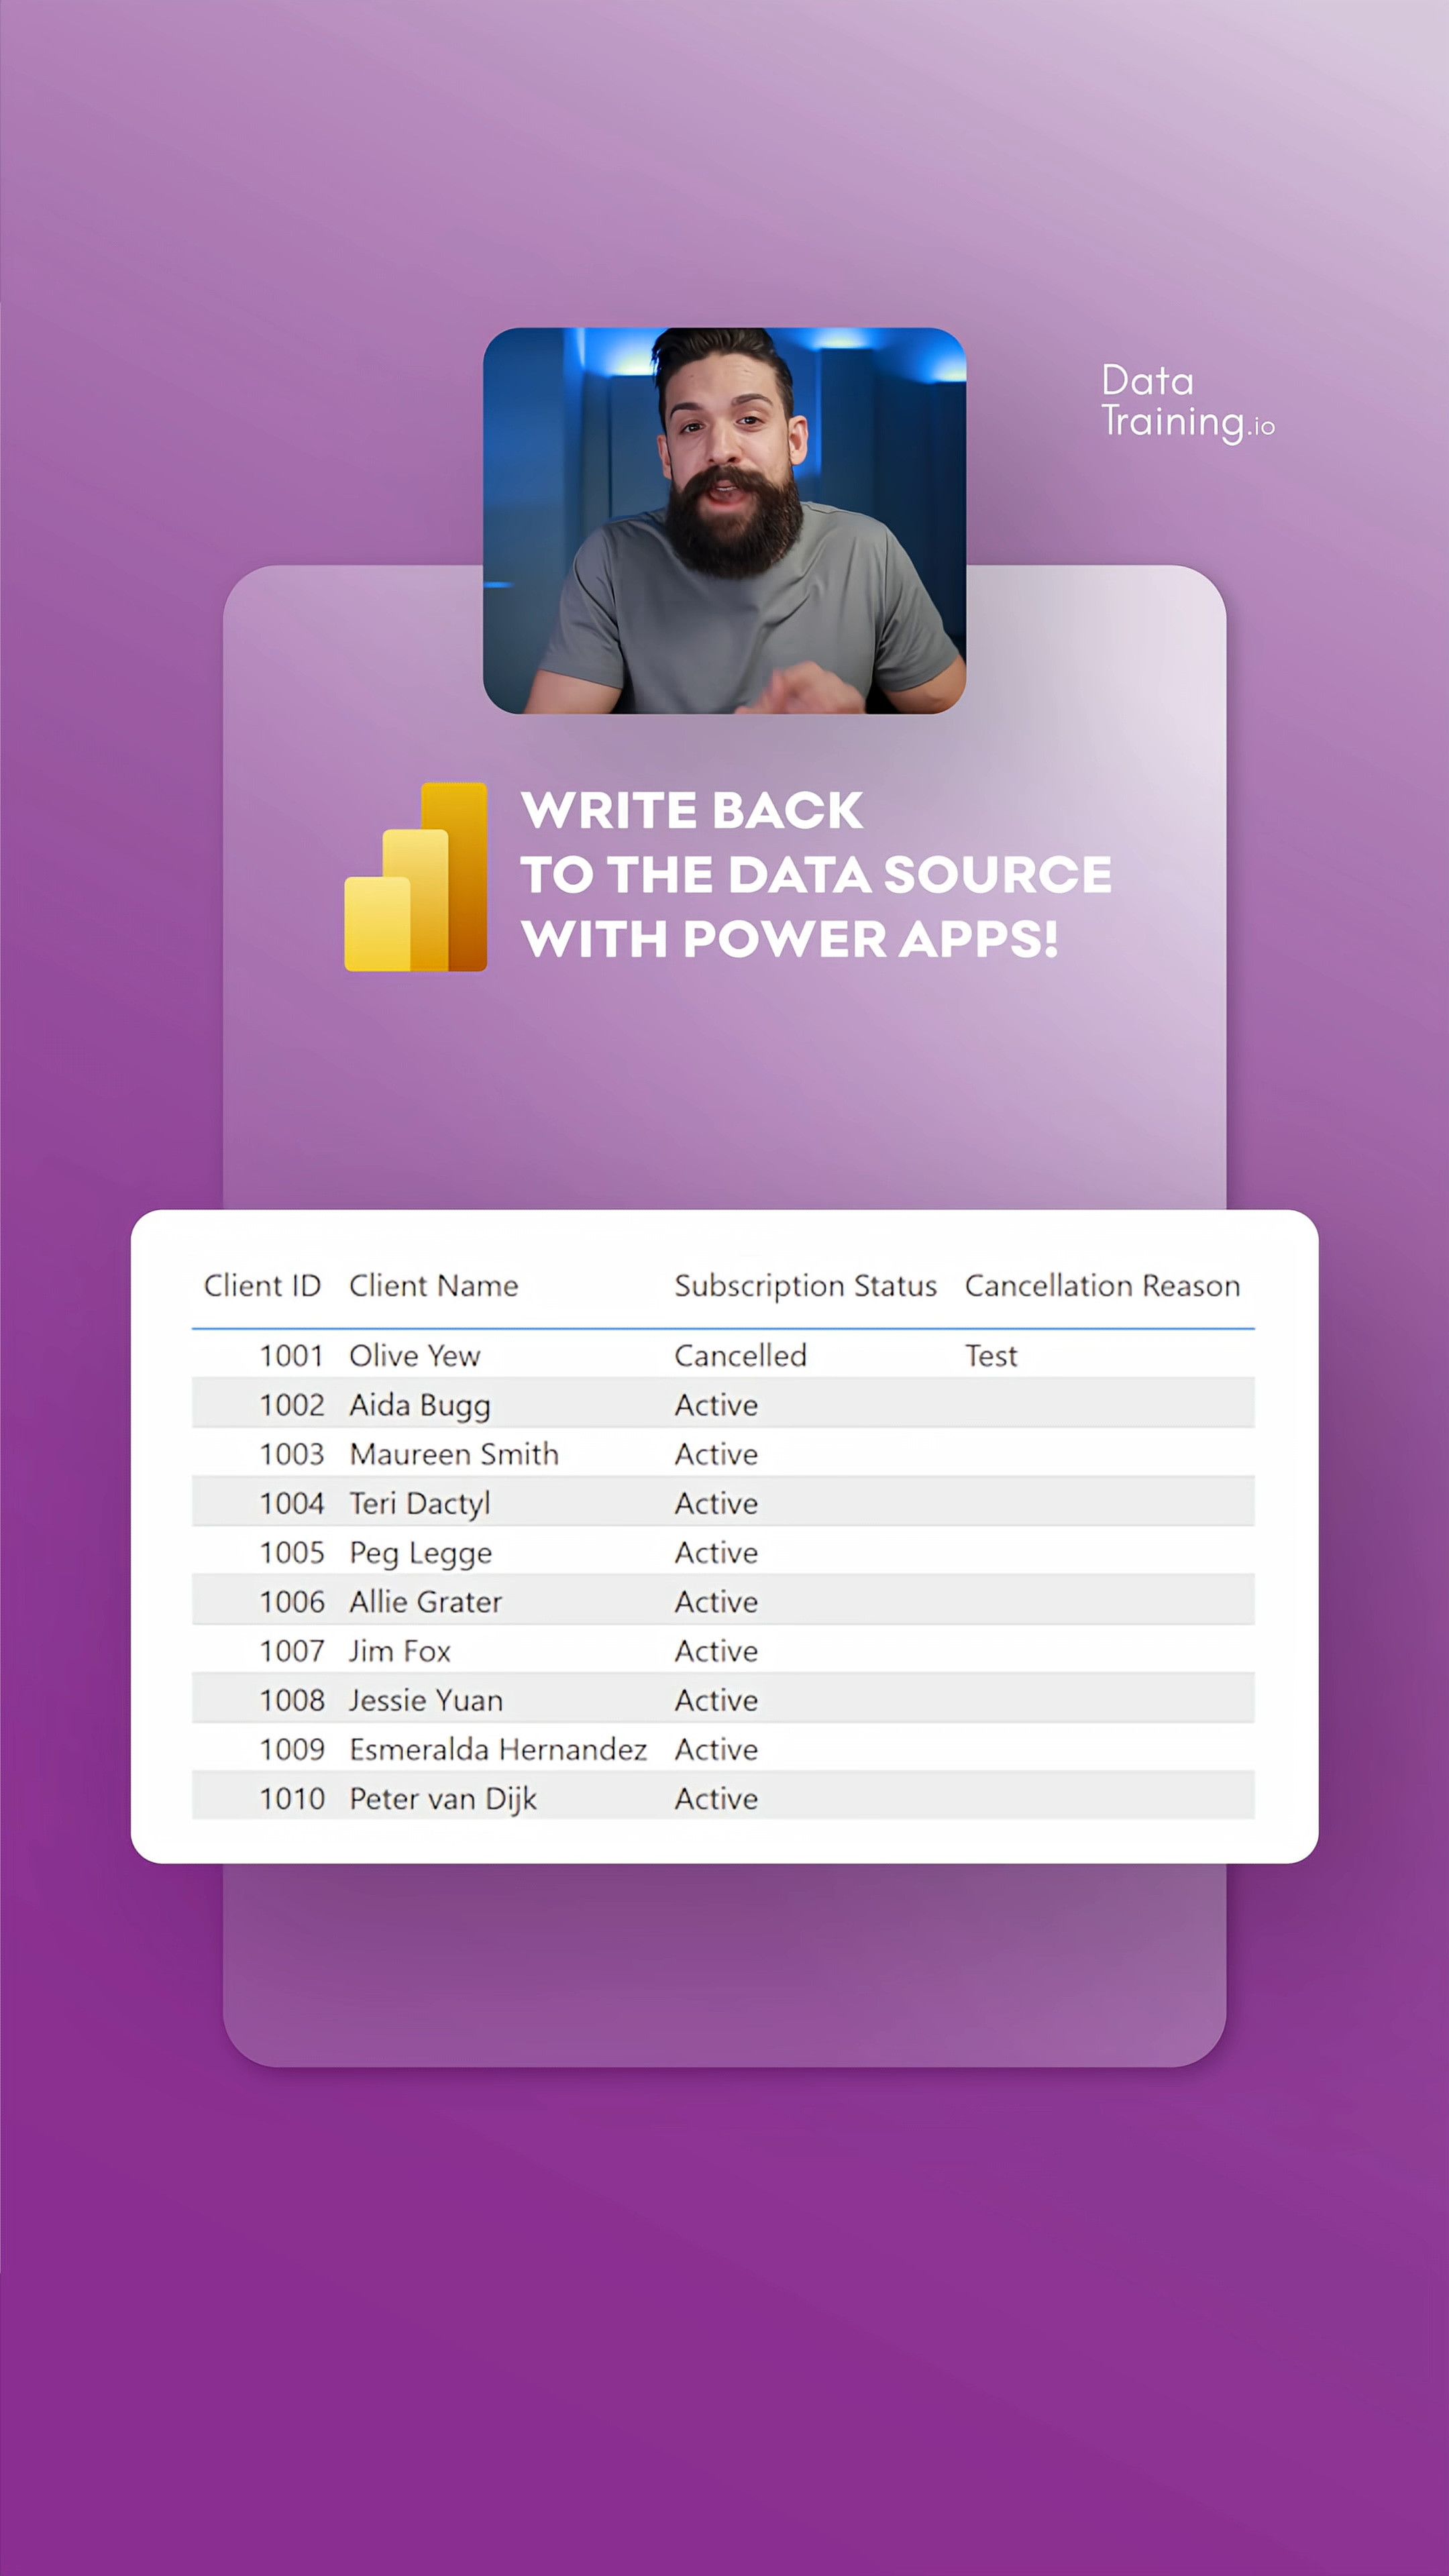 Data
Training.io
WRITE BACK
TO THE DATA SOURCE
WITH POWER APPS!
Client ID Client Name Subscription Status Cancellation Reason
1001 Olive Yew Cancelled Test
1002 Aida Bugg Active
1003 Maureen Smith Active
1004 Teri Dactyl Active
1005 Peg Legge Active
1006 Allie Grater Active
1007 Jim Fox Active
1008 Jessie Yuan Active
1009 Esmeralda Hernandez Active
1010 Peter van Dijk Active